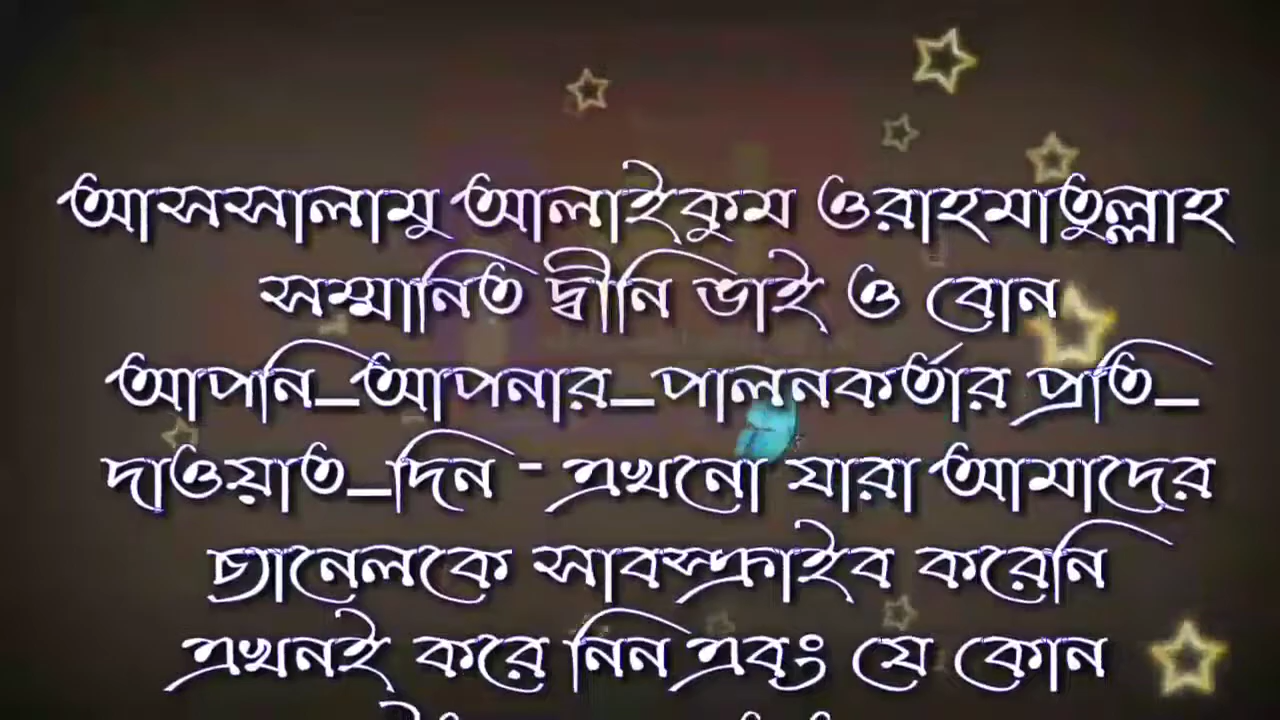 আসসালামু আলাইকুম ওরাহমাতুল্লাহ
সম্মানিত দ্বীনি ভাই ও বোন
আপনি_আপনার_পালনকর্তার প্রতি_
দাওয়াত_দিন - এখনো যারা আমাদের
চ্যানেলকে সাবস্ক্রাইব করেনি
এখনই করে নিন এবং যে কোন